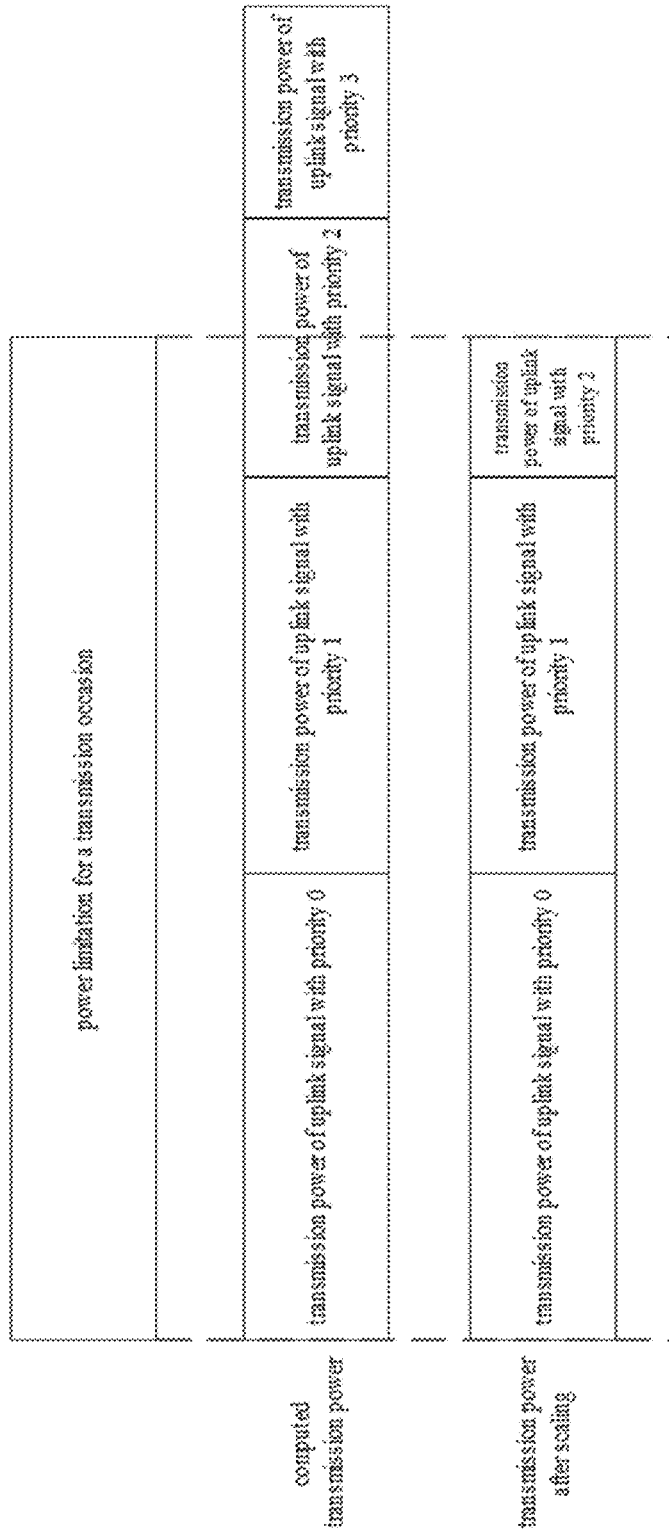 power limitation for a transmission occasion
computed
transmission power
transmission power of uplink signal with priority 0
transmission power of uplink signal with
priority 1
transmission power of
uplink signal with priority 2
transmission power of
uplink signal with
priority 3
transmission power
after scaling
transmission power of uplink signal with priority 0
transmission power of uplink signal with
priority 1
transmission
power of uplink
signal with
priority 2